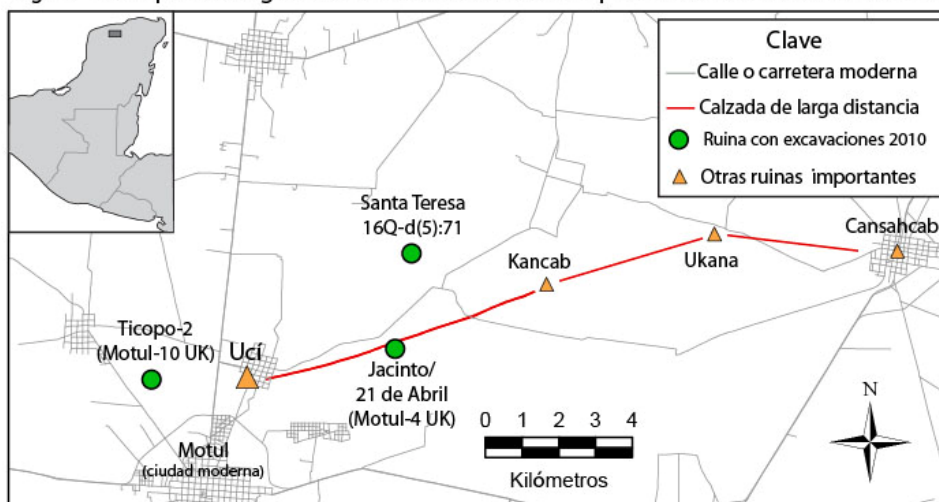 Clave
Calle o carretera moderna
Calzada de larga distancia
Ruina con excavaciones 2010
Otras ruinas importantes
Santa Teresa
16Q-d(5):71
Cansahcab
Kancab
Ukana
Ticopo-2
(Motul-10 UK)
Ucí
Jacinto/
21 de Abril
(Motul-4 UK)
Motul
(ciudad moderna)
0 1 2 3 4
Kilómetros
N